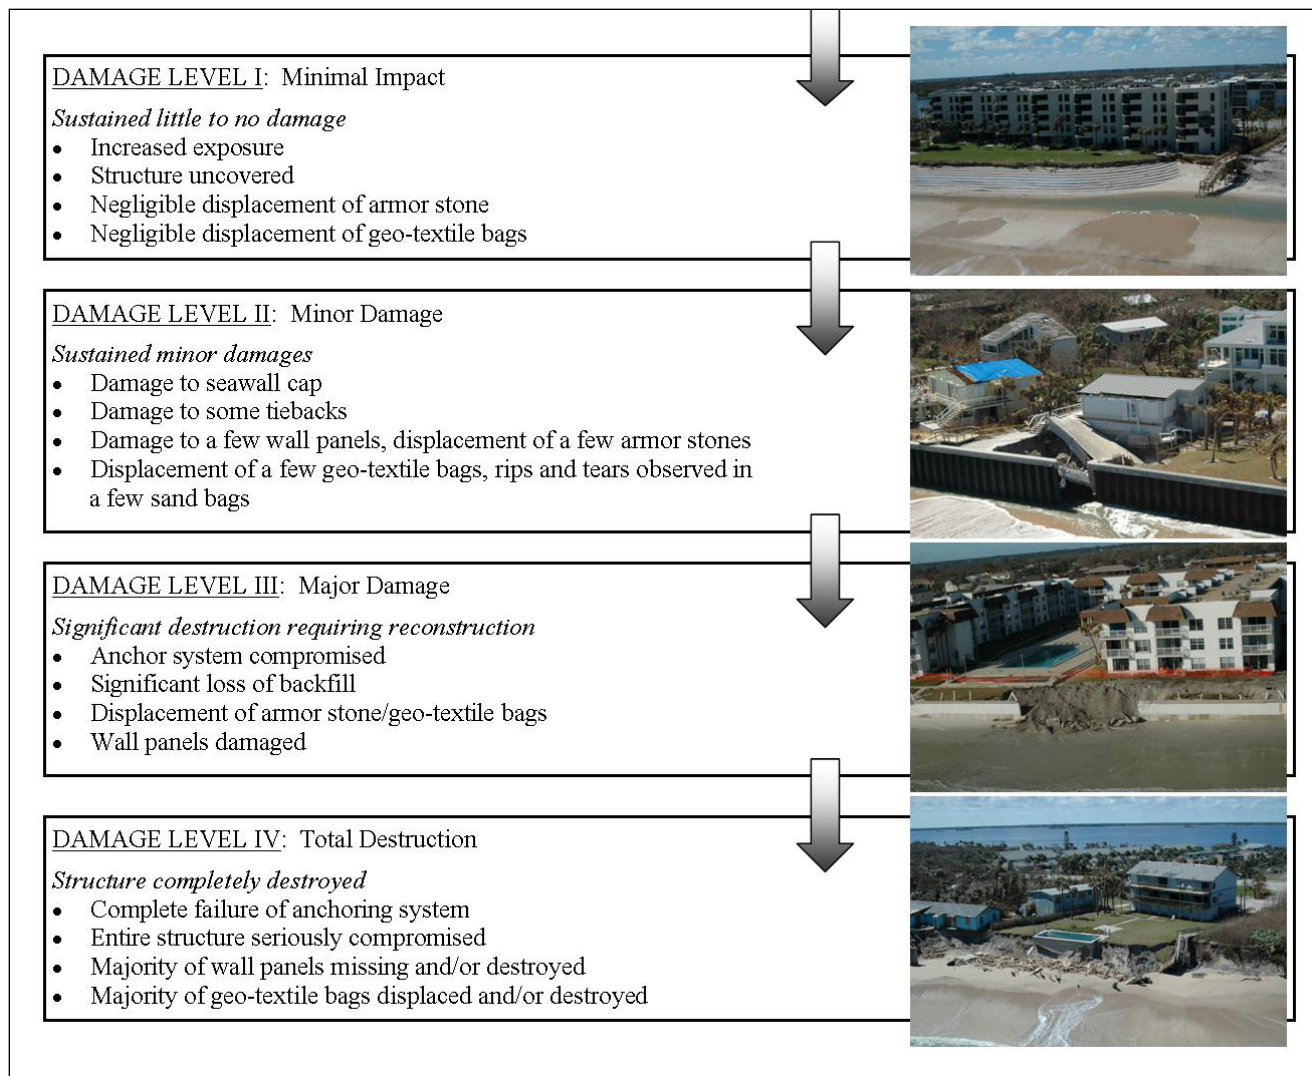 DAMAGE LEVEL I: Minimal Impact
Sustained little to no damage
• Increased exposure
• Structure uncovered
• Negligible displacement of armor stone
• Negligible displacement of geo-textile bags
DAMAGE LEVEL II: Minor Damage
Sustained minor damages
• Damage to seawall cap
• Damage to some tiebacks
• Damage to a few wall panels, displacement of a few armor stones
• Displacement of a few geo-textile bags, rips and tears observed in
a few sand bags
DAMAGE LEVEL III: Major Damage
Significant destruction requiring reconstruction
• Anchor system compromised
• Significant loss of backfill
• Displacement of armor stone/geo-textile bags
• Wall panels damaged
DAMAGE LEVEL IV: Total Destruction
Structure completely destroyed
• Complete failure of anchoring system
• Entire structure seriously compromised
• Majority of wall panels missing and/or destroyed
• Majority of geo-textile bags displaced and/or destroyed